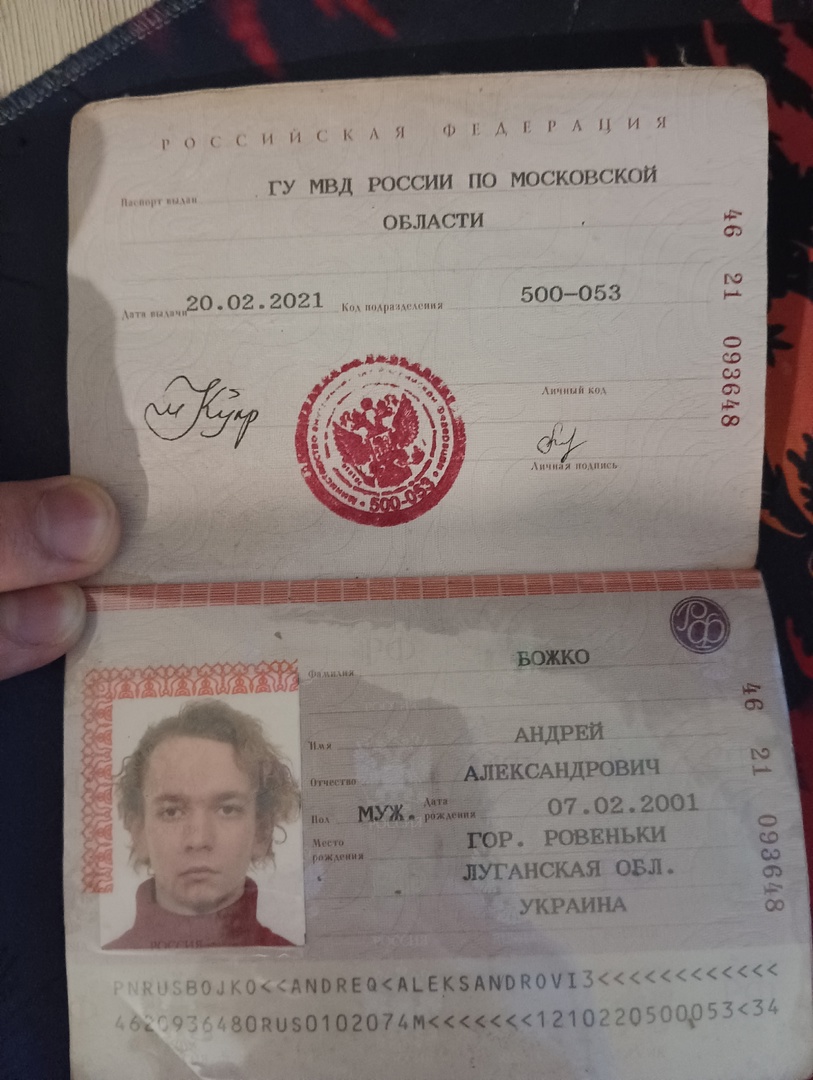 РОССИЙСКАЯ ФЕДЕРАЦИЯ
Паспорт выдан ГУ МВД РОССИИ ПО МОСКОВСКОЙ
ОБЛАСТИ
Дата выдачи 20.02.2021 Код подразделения 500-053
Личный код
Личная подпись
500-053
46 21 093648
РФ
Фамилия БОЖКО
Имя АНДРЕЙ
Отчество АЛЕКСАНДРОВИЧ
Пол МУЖ. Дата рождения 07.02.2001
Место рождения ГОР. РОВЕНЬКИ
ЛУГАНСКАЯ ОБЛ.
УКРАИНА
46 21 093648
РОССИЯ
PNRUSBOJKO<<ANDREQ<ALEKSANDROVI3<<<<<<<<<<<<
4620936480RUS0102074M<<<<<<<1210220500053<34